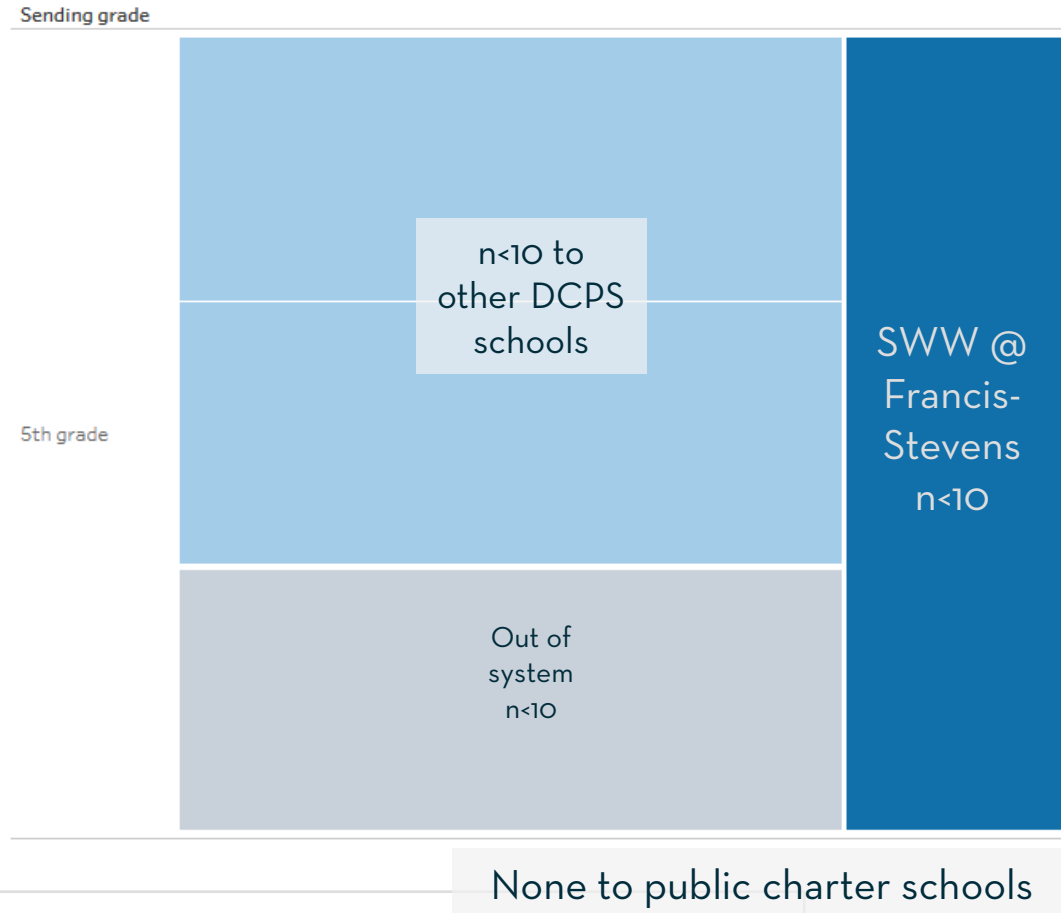 Sending grade
n<10 to
other DCPS
schools
SWW @
Francis-
Stevens
n<10
5th grade
Out of
system
n<10
None to public charter schools